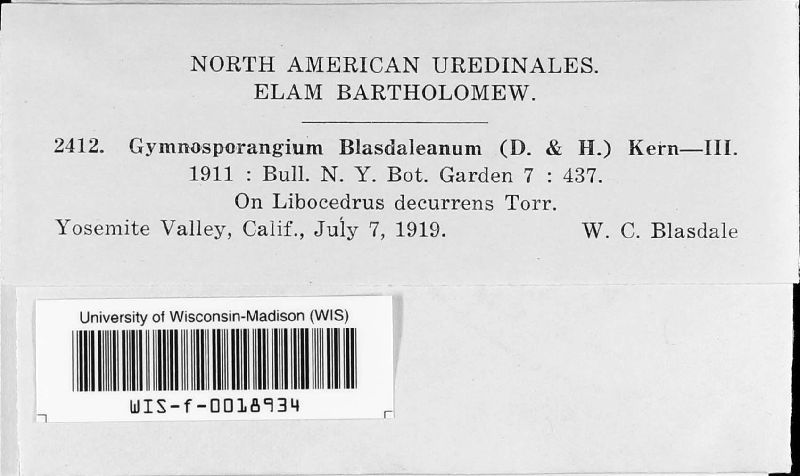 NORTH AMERICAN UREDINALES.
ELAM BARTHOLOMEW.
2412. Gymnosporangium Blasdaleanum (D. & H.) Kern—III.
1911 : Bull. N. Y. Bot. Garden 7 : 437.
On Libocedrus decurrens Torr.
Yosemite Valley, Calif., July 7, 1919. W. C. Blasdale
University of Wisconsin-Madison (WIS)
WIS-f-0018934